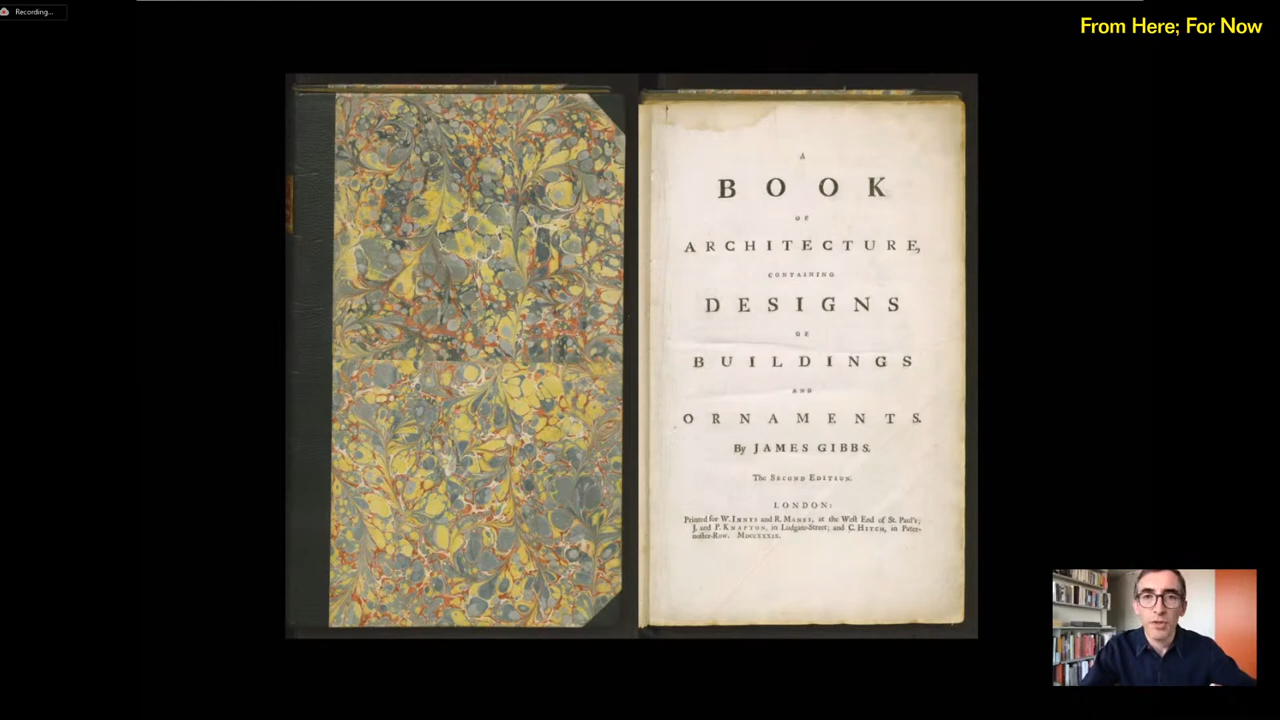 Recording...
From Here; For Now
A
BOOK
OF
ARCHITECTURE,
CONTAINING
DESIGNS
OF
BUILDINGS
AND
ORNAMENTS.
By JAMES GIBBS.
The SECOND EDITION.
LONDON:
Printed for W. INNYS and R. MANBY, at the West End of St. Paul's;
J. and P. KNAPTON, in Ludgate-Street; and C. HITCH, in Pater-
noster-Row. MDCCXXXIX.